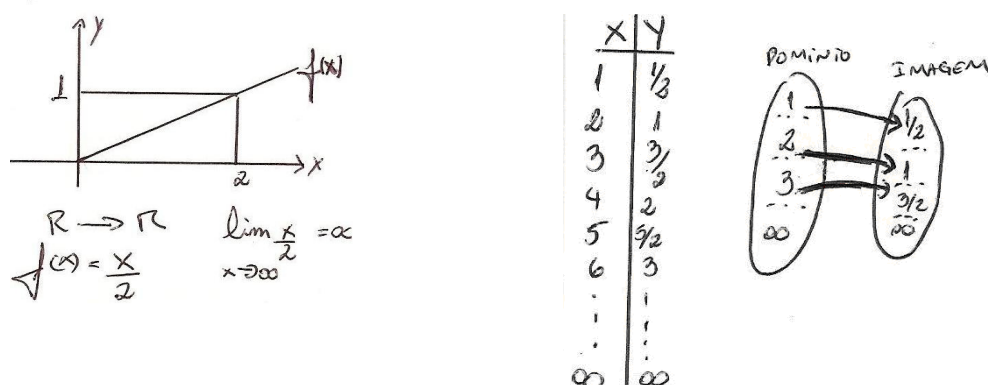 y
f(x)
1
2
x
R → R
f(x) = x/2
lim x/2 = ∝
x→∞
X | Y
1 | 1/2
2 | 1
3 | 3/2
4 | 2
5 | 5/2
6 | 3
∞ | ∞
DOMINIO
IMAGEM
1
2
3
∞
1/2
1
3/2
∞